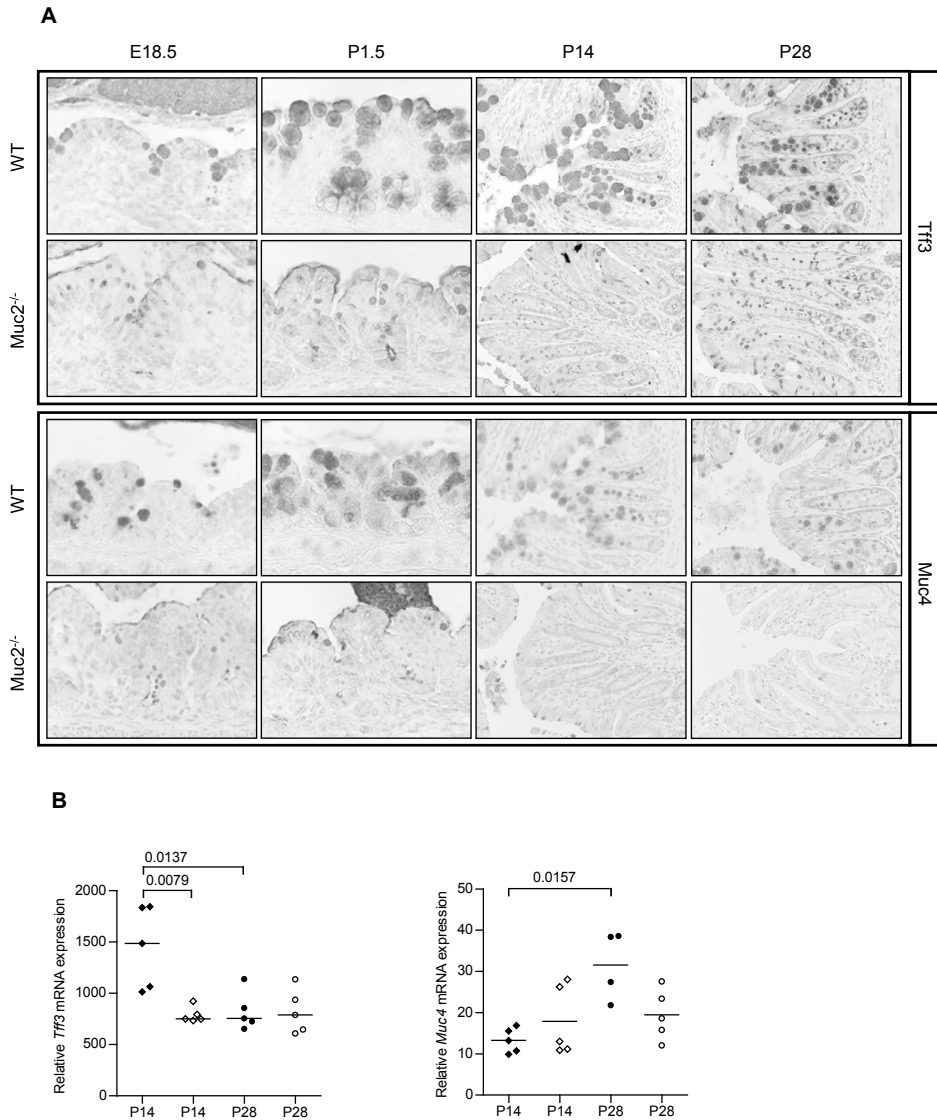 A
E18.5 P1.5 P14 P28
WT
Tff3
Muc2-/-
WT
Muc4
Muc2-/-
B
0.0137
0.0079
2000
1500
1000
500
0
Relative Tff3 mRNA expression
P14 P14 P28 P28
0.0157
50
40
30
20
10
0
Relative Muc4 mRNA expression
P14 P14 P28 P28